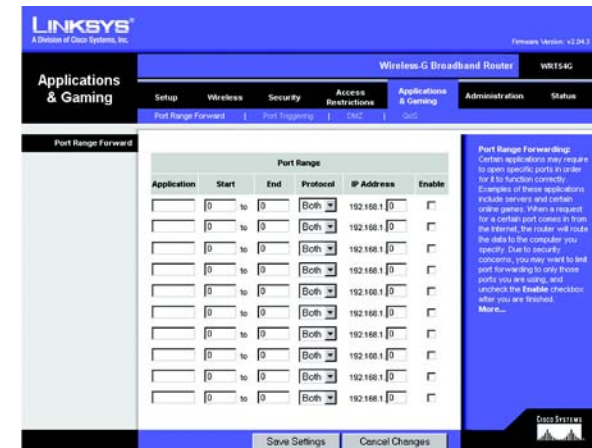 LINKSYS®
A Division of Cisco Systems, Inc.
Firmware Version: v2.04.3
Wireless-G Broadband Router WRT54G
Applications & Gaming
Setup Wireless Security Access Restrictions Applications & Gaming Administration Status
Port Range Forward | Port Triggering | DMZ | QoS
Port Range Forward
Port Range
Application Start End Protocol IP Address Enable
0 to 0 Both 192.168.1.0
0 to 0 Both 192.168.1.0
0 to 0 Both 192.168.1.0
0 to 0 Both 192.168.1.0
0 to 0 Both 192.168.1.0
0 to 0 Both 192.168.1.0
0 to 0 Both 192.168.1.0
0 to 0 Both 192.168.1.0
0 to 0 Both 192.168.1.0
0 to 0 Both 192.168.1.0
Port Range Forwarding:
Certain applications may require
to open specific ports in order
for it to function correctly.
Examples of these applications
include servers and certain
online games. When a request
for a certain port comes in from
the Internet, the router will route
the data to the computer you
specify. Due to security
concerns, you may want to limit
port forwarding to only those
ports you are using, and
uncheck the Enable checkbox
after you are finished.
More...
Save Settings Cancel Changes
CISCO SYSTEMS